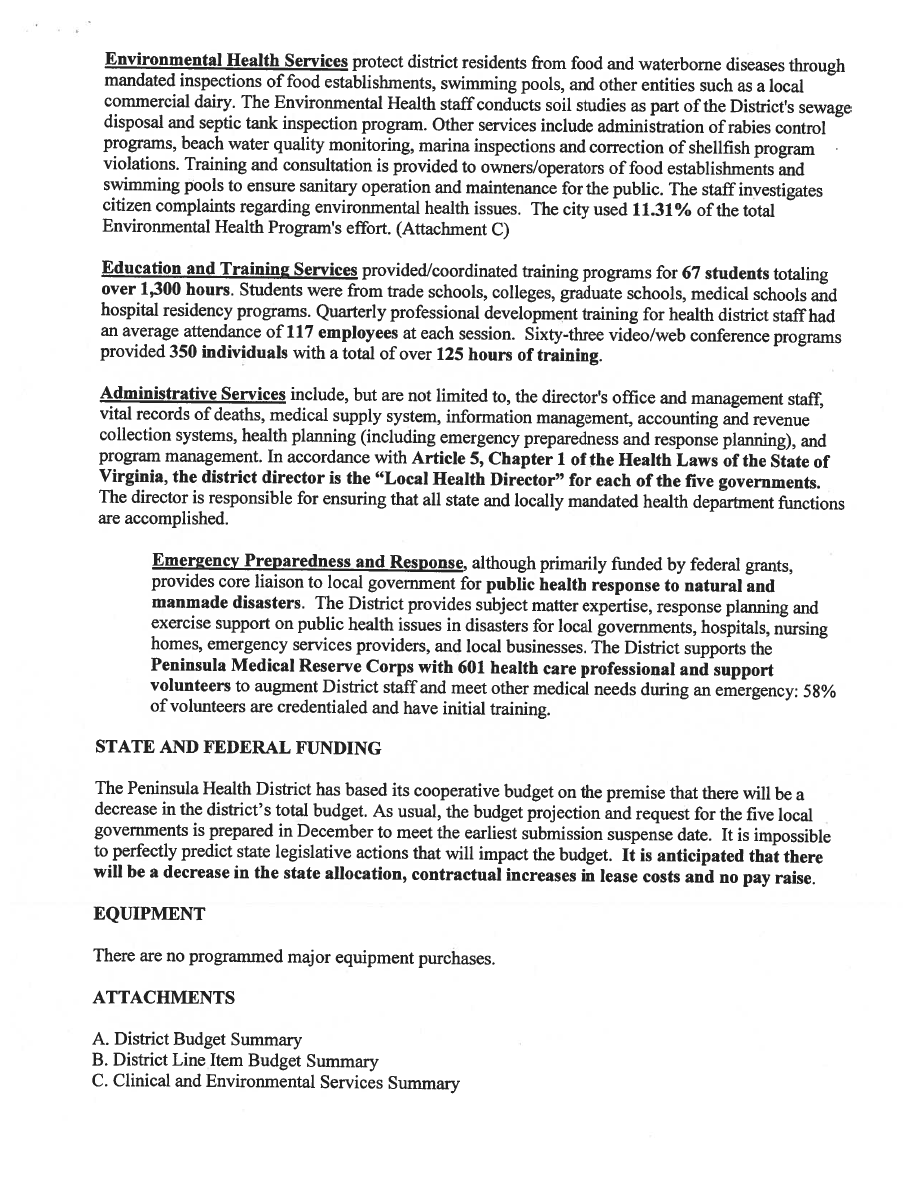 Environmental Health Services protect district residents from food and waterborne diseases through
mandated inspections of food establishments, swimming pools, and other entities such as a local
commercial dairy. The Environmental Health staff conducts soil studies as part of the District's sewage
disposal and septic tank inspection program. Other services include administration of rabies control
programs, beach water quality monitoring, marina inspections and correction of shellfish program
violations. Training and consultation is provided to owners/operators of food establishments and
swimming pools to ensure sanitary operation and maintenance for the public. The staff investigates
citizen complaints regarding environmental health issues. The city used 11.31% of the total
Environmental Health Program's effort. (Attachment C)
Education and Training Services provided/coordinated training programs for 67 students totaling
over 1,300 hours. Students were from trade schools, colleges, graduate schools, medical schools and
hospital residency programs. Quarterly professional development training for health district staff had
an average attendance of 117 employees at each session. Sixty-three video/web conference programs
provided 350 individuals with a total of over 125 hours of training.
Administrative Services include, but are not limited to, the director's office and management staff,
vital records of deaths, medical supply system, information management, accounting and revenue
collection systems, health planning (including emergency preparedness and response planning), and
program management. In accordance with Article 5, Chapter 1 of the Health Laws of the State of
Virginia, the district director is the “Local Health Director” for each of the five governments.
The director is responsible for ensuring that all state and locally mandated health department functions
are accomplished.
Emergency Preparedness and Response, although primarily funded by federal grants,
provides core liaison to local government for public health response to natural and
manmade disasters. The District provides subject matter expertise, response planning and
exercise support on public health issues in disasters for local governments, hospitals, nursing
homes, emergency services providers, and local businesses. The District supports the
Peninsula Medical Reserve Corps with 601 health care professional and support
volunteers to augment District staff and meet other medical needs during an emergency: 58%
of volunteers are credentialed and have initial training.
STATE AND FEDERAL FUNDING
The Peninsula Health District has based its cooperative budget on the premise that there will be a
decrease in the district’s total budget. As usual, the budget projection and request for the five local
governments is prepared in December to meet the earliest submission suspense date. It is impossible
to perfectly predict state legislative actions that will impact the budget. It is anticipated that there
will be a decrease in the state allocation, contractual increases in lease costs and no pay raise.
EQUIPMENT
There are no programmed major equipment purchases.
ATTACHMENTS
A. District Budget Summary
B. District Line Item Budget Summary
C. Clinical and Environmental Services Summary